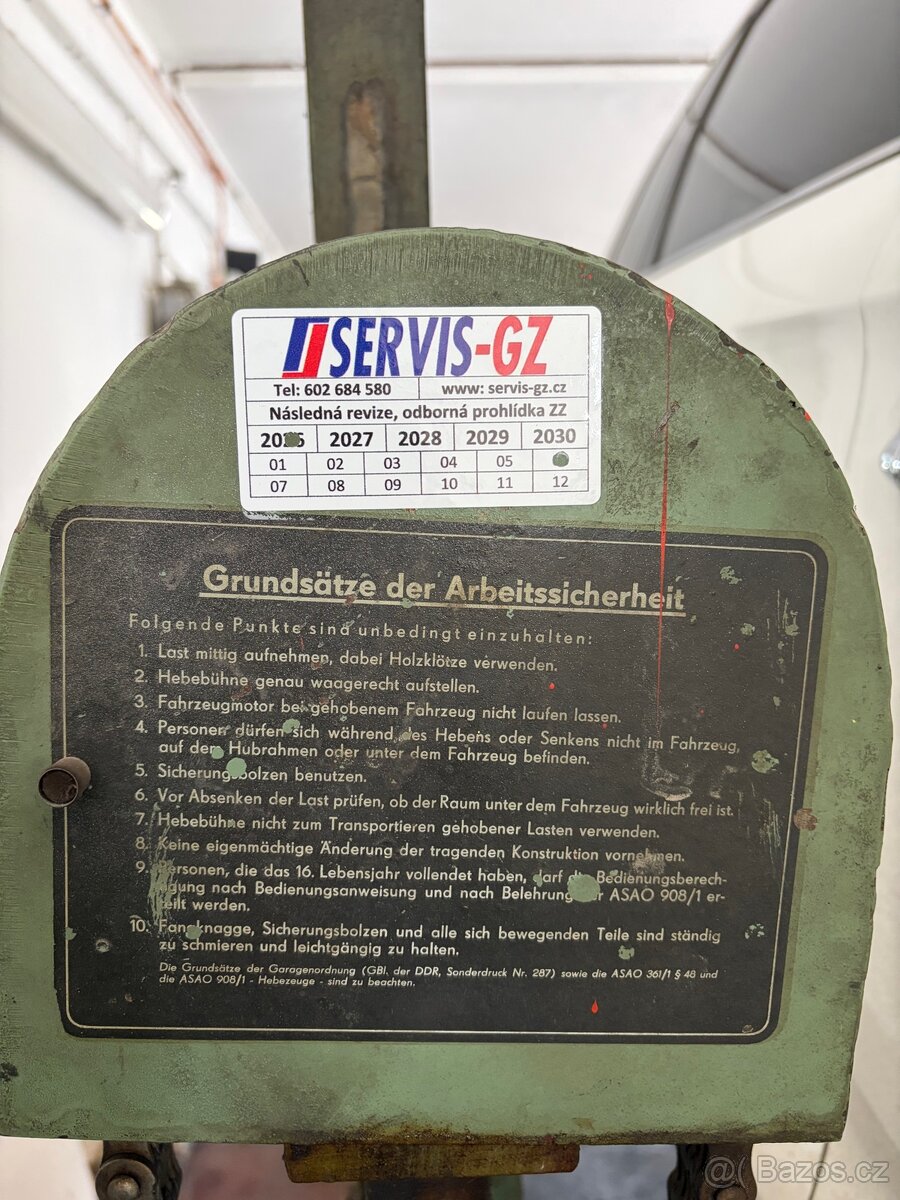 SERVIS-GZ
Tel: 602 684 580 www: servis-gz.cz
Následná revize, odborná prohlídka ZZ
2027 2028 2029 2030
01 02 03 04 05
07 08 09 10 11 12
Grundsätze der Arbeitssicherheit
Folgende Punkte sind unbedingt einzuhalten:
1. Last mittig aufnehmen, dabei Holzklötze verwenden.
2. Hebebühne genau waagerecht aufstellen.
3. Fahrzeugmotor bei gehobenem Fahrzeug nicht laufen lassen.
4. Personen dürfen sich während des Hebens oder Senkens nicht im Fahrzeug,
auf dem Hubrahmen oder unter dem Fahrzeug befinden.
5. Sicherungsbolzen benutzen.
6. Vor Absenken der Last prüfen, ob der Raum unter dem Fahrzeug wirklich frei ist.
7. Hebebühne nicht zum Transportieren gehobener Lasten verwenden.
8. Keine eigenmächtige Änderung der tragenden Konstruktion vornehmen.
9. Personen, die das 16. Lebensjahr vollendet haben, darf die Bedienungsberech-
tigung nach Bedienungsanweisung und nach Belehrung ASAO 908/1 er-
teilt werden.
10. Fangknagge, Sicherungsbolzen und alle sich bewegenden Teile sind ständig
zu schmieren und leichtgängig zu halten.
Die Grundsätze der Garagenordnung (GBl. der DDR, Sonderdruck Nr. 287) sowie die ASAO 361/1 § 48 und
die ASAO 908/1 - Hebezeuge - sind zu beachten.
Bazos.cz